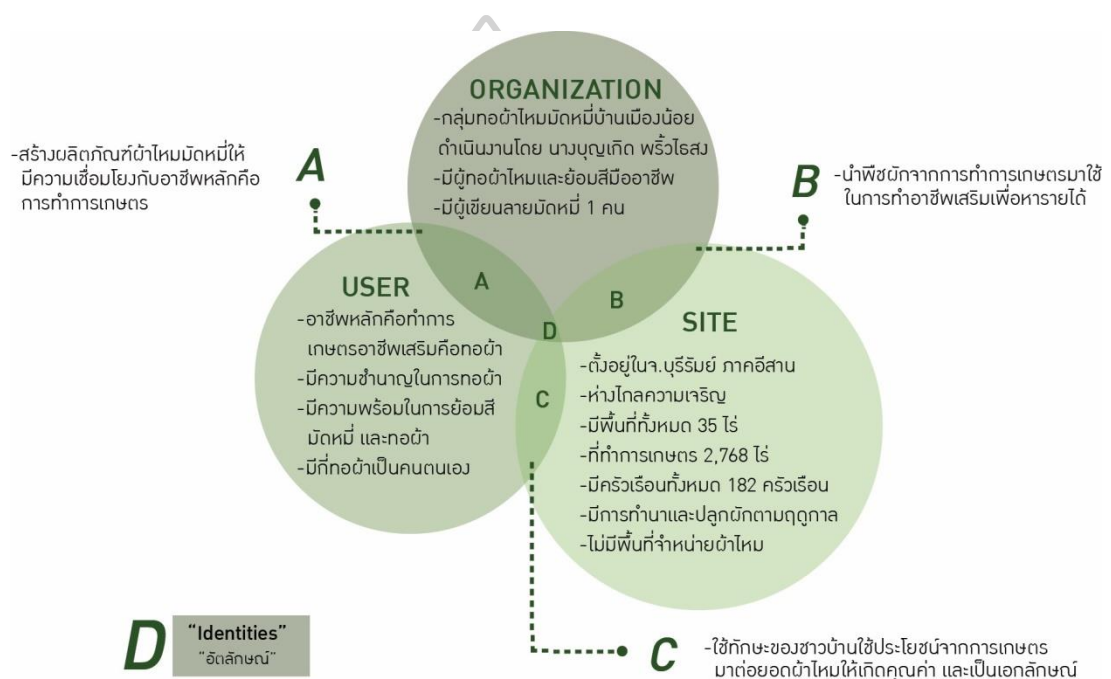 ORGANIZATION
-กลุ่มทอผ้าไหมมัดหมี่บ้านเมืองน้อย
ดำเนินงานโดย นางบุญเกิด พริ้วไธสง
-มีผู้ทอผ้าไหมและย้อมสีมืออาชีพ
-มีผู้เขียนลายมัดหมี่ 1 คน
A
-สร้างผลิตภัณฑ์ผ้าไหมมัดหมี่ให้
มีความเชื่อมโยงกับอาชีพหลักคือ
การทำการเกษตร
B
-นำพืชผักจากการทำการเกษตรมาใช้
ในการทำอาชีพเสริมเพื่อหารายได้
USER
-อาชีพหลักคือทำการ
เกษตรอาชีพเสริมคือทอผ้า
-มีความชำนาญในการทอผ้า
-มีความพร้อมในการย้อมสี
มัดหมี่ และทอผ้า
-มีกี่ทอผ้าเป็นคนตนเอง
A
B
D
C
SITE
-ตั้งอยู่ในจ.บุรีรัมย์ ภาคอีสาน
-ห่างไกลความเจริญ
-มีพื้นที่ทั้งหมด 35 ไร่
-ที่ทำการเกษตร 2,768 ไร่
-มีครัวเรือนทั้งหมด 182 ครัวเรือน
-มีการทำนาและปลูกผักตามฤดูกาล
-ไม่มีพื้นที่จำหน่ายผ้าไหม
D
"Identities"
"อัตลักษณ์"
C
-ใช้ทักษะของชาวบ้านใช้ประโยชน์จากการเกษตร
มาต่อยอดผ้าไหมให้เกิดคุณค่า และเป็นเอกลักษณ์